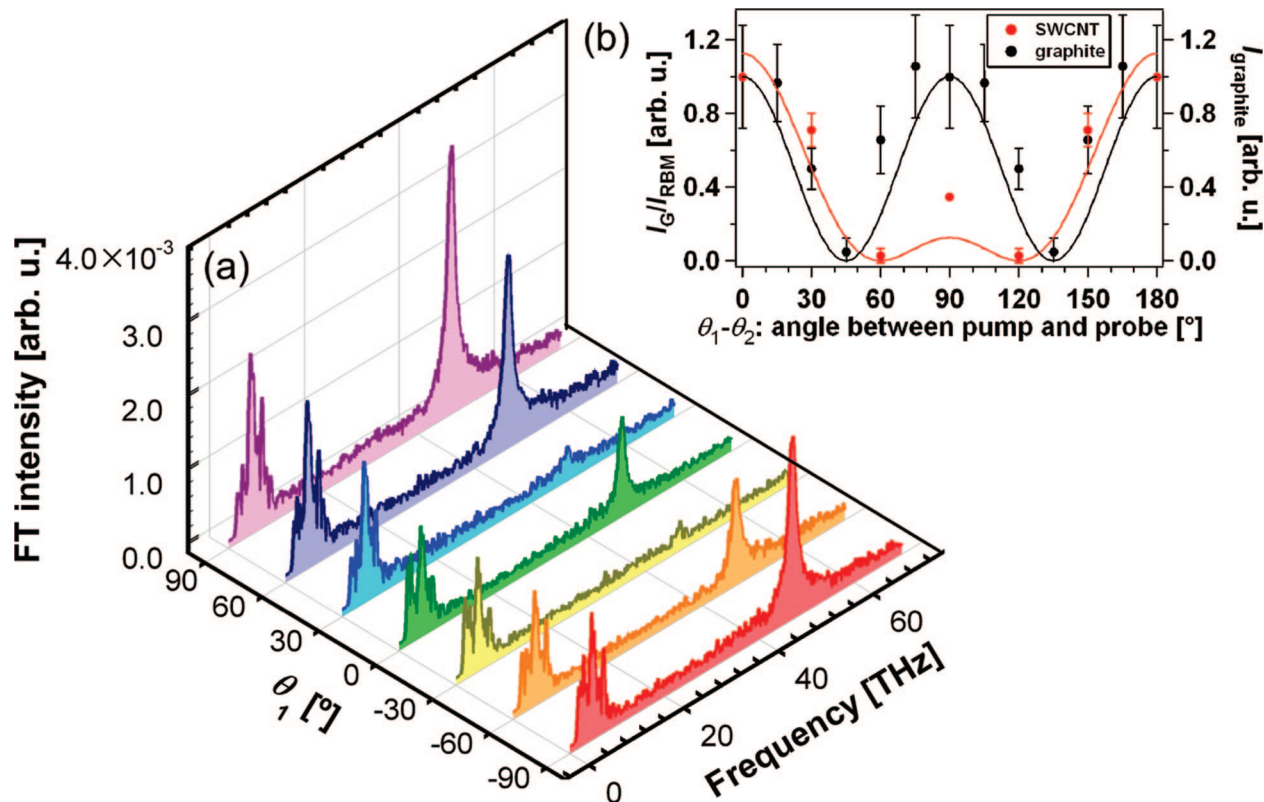 (a)
FT intensity [arb. u.]
4.0×10⁻³
3.0
2.0
1.0
0.0
90
60
30
0
-30
-60
-90
θ₁ [º]
0
20
40
60
Frequency [THz]
(b)
SWCNT
graphite
I_G/I_RBM [arb. u.]
1.2
0.8
0.4
0.0
1.2
0.8
0.4
0.0
I_graphite [arb. u.]
0 30 60 90 120 150 180
θ₁-θ₂: angle between pump and probe [°]